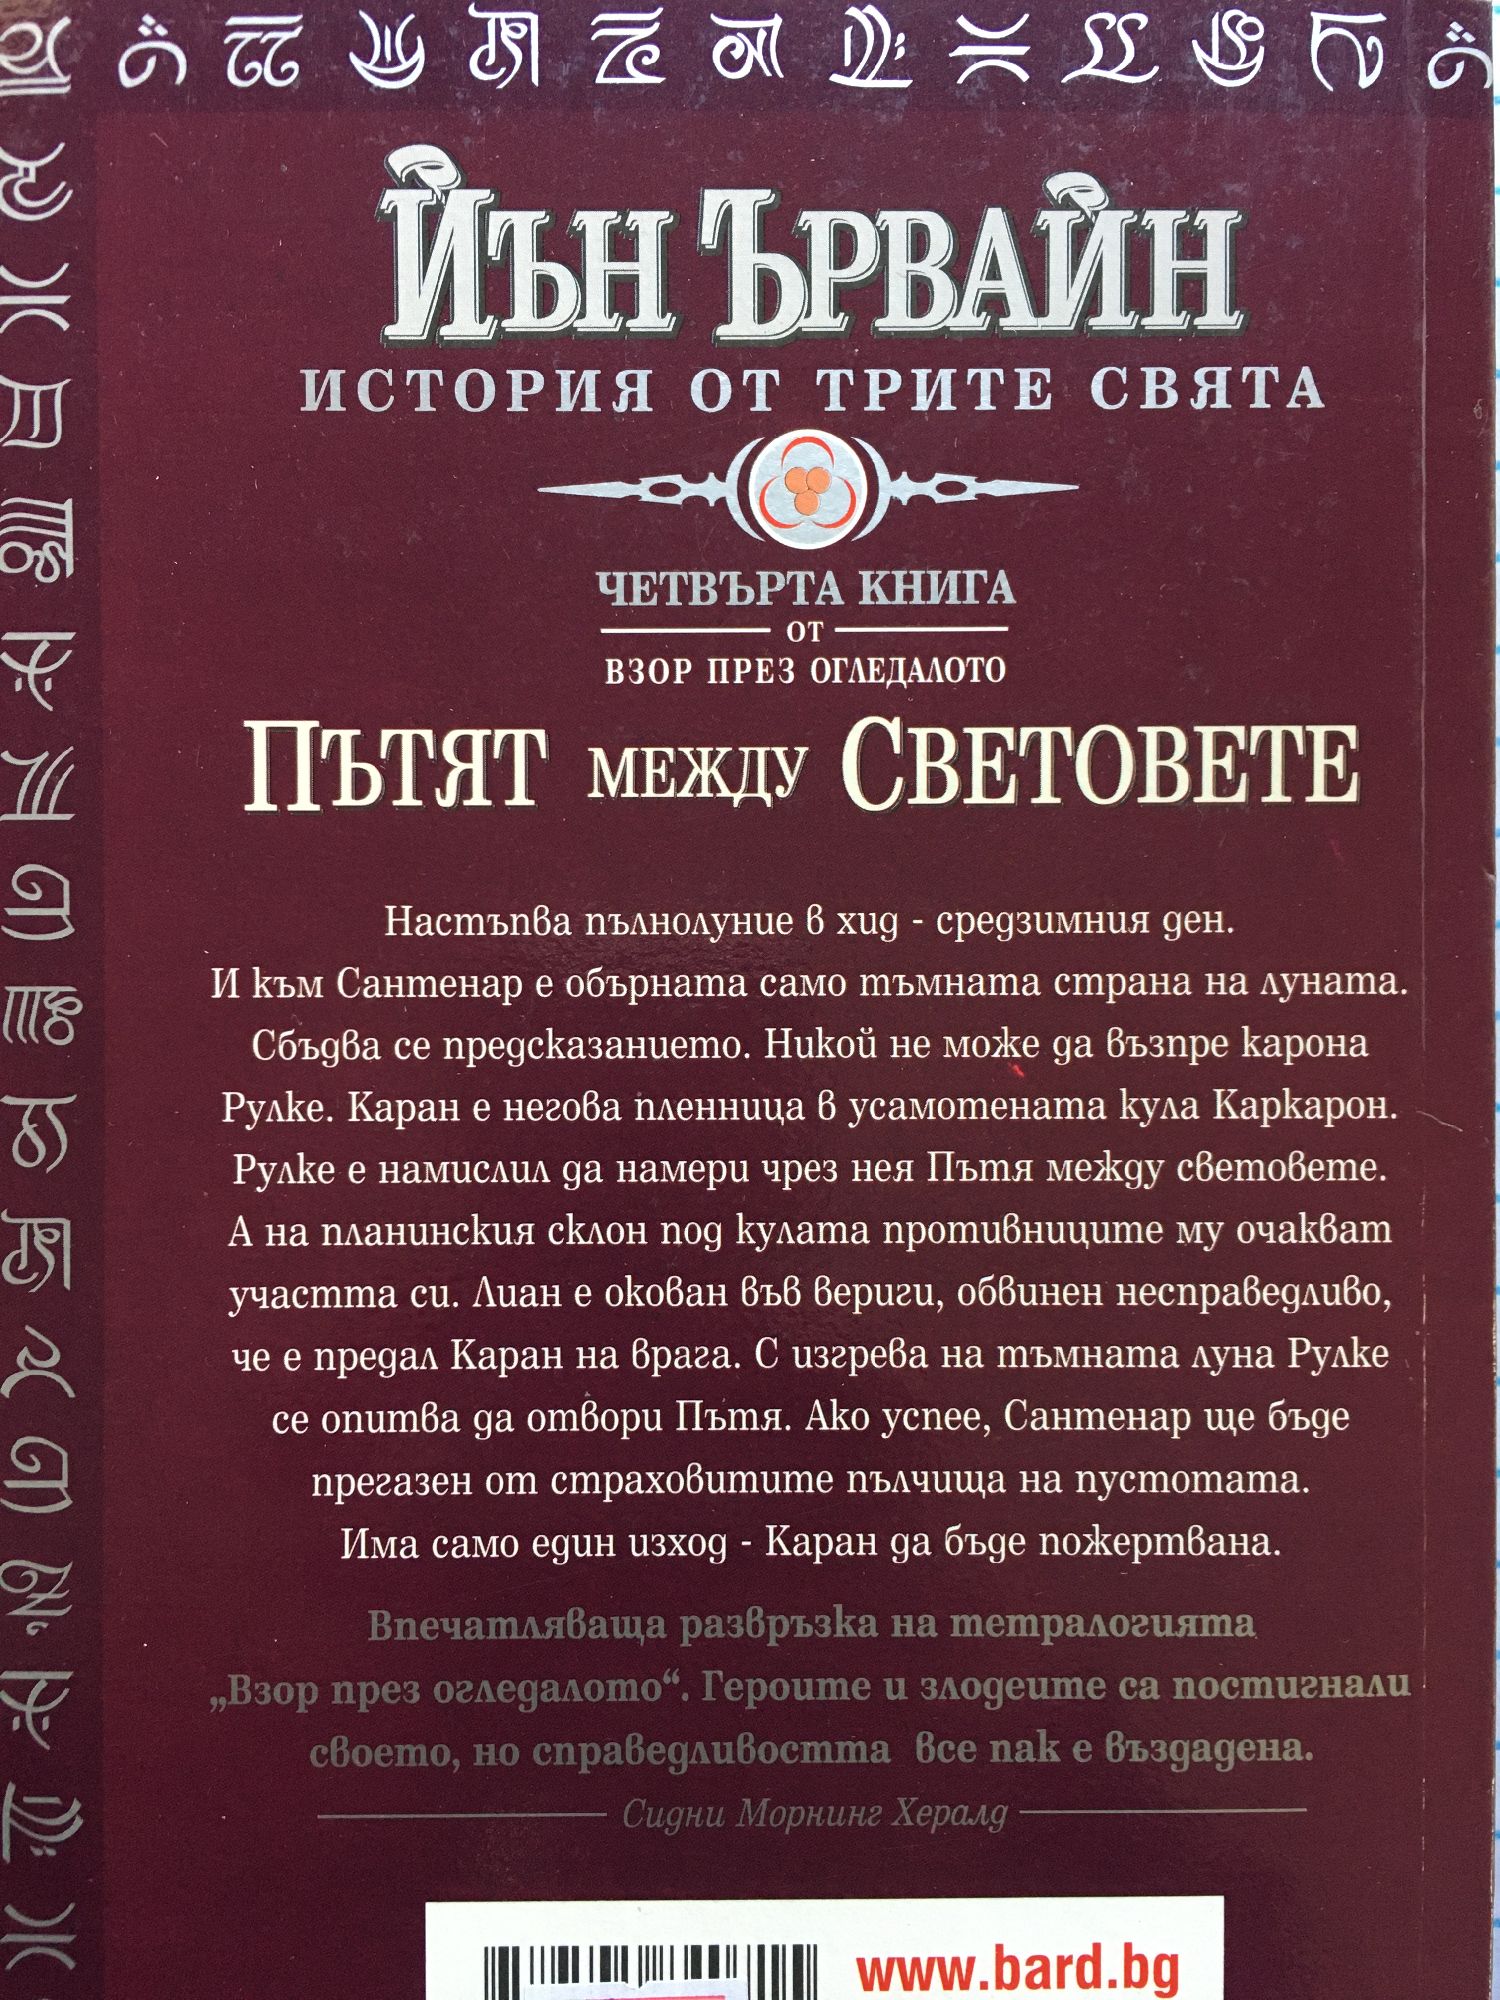 Йън Ървайн
ИСТОРИЯ ОТ ТРИТЕ СВЯТА
ЧЕТВЪРТА КНИГА
ОТ
ВЗОР ПРЕЗ ОГЛЕДАЛОТО
ПЪТЯТ МЕЖДУ СВЕТОВЕТЕ
Настъпва пълнолуние в хид - средзимния ден.
И към Сантенар е обърната само тъмната страна на луната.
Сбъдва се предсказанието. Никой не може да възпре карона
Рулке. Каран е негова пленница в усамотената кула Каркарон.
Рулке е намислил да намери чрез нея Пътя между световете.
А на планинския склон под кулата противниците му очакват
участта си. Лиан е окован във вериги, обвинен несправедливо,
че е предал Каран на врага. С изгрева на тъмната луна Рулке
се опитва да отвори Пътя. Ако успее, Сантенар ще бъде
прегазен от страховитите пълчища на пустотата.
Има само един изход - Каран да бъде пожертвана.
Впечатляваща развръзка на тетралогията
„Взор през огледалото“. Героите и злодеите са постигнали
своето, но справедливостта все пак е въздадена.
Сидни Морнинг Хералд
www.bard.bg